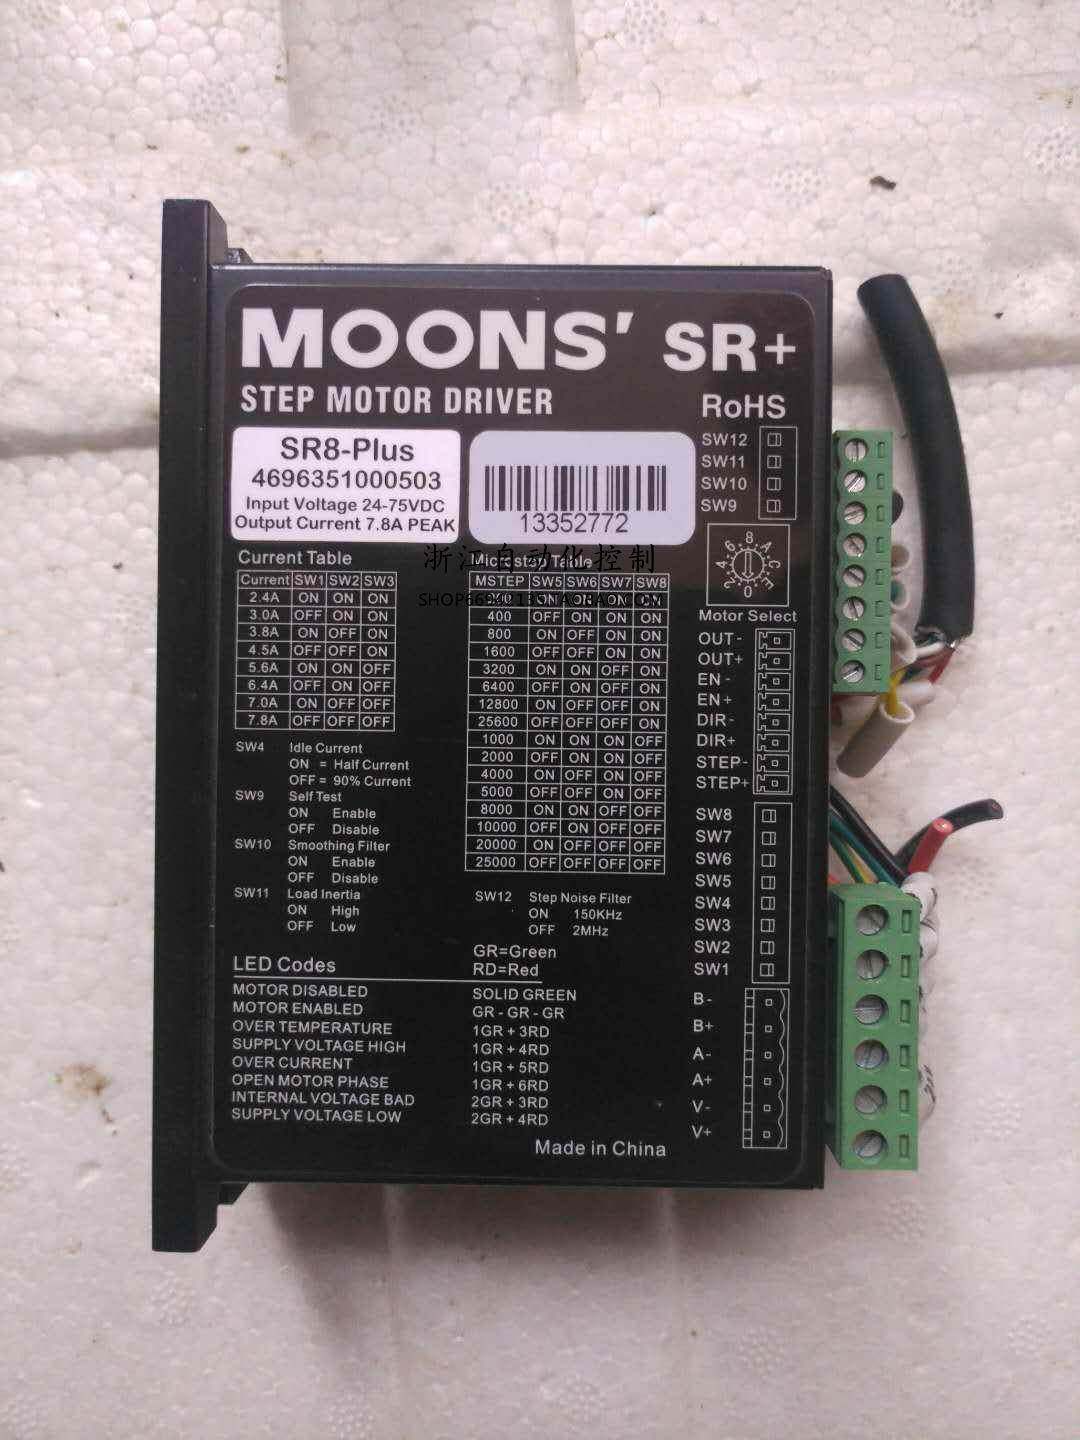 MOONS' SR+
STEP MOTOR DRIVER
RoHS
SR8-Plus
4696351000503
Input Voltage 24-75VDC
Output Current 7.8A PEAK
13352772
浙江自动化控制
Current Table
Current SW1 SW2 SW3
2.4A ON ON ON
3.0A OFF ON ON
3.8A ON OFF ON
4.5A OFF OFF ON
5.6A ON ON OFF
6.4A OFF ON OFF
7.0A ON OFF OFF
7.8A OFF OFF OFF
Microstep Table
MSTEP SW5 SW6 SW7 SW8
ON ON ON ON
400 OFF ON ON ON
800 ON OFF ON ON
1600 OFF OFF ON ON
3200 ON ON OFF ON
6400 OFF ON OFF ON
12800 ON OFF OFF ON
25600 OFF OFF OFF ON
1000 ON ON ON OFF
2000 OFF ON ON OFF
4000 ON OFF ON OFF
5000 OFF OFF ON OFF
8000 ON ON OFF OFF
10000 OFF ON OFF OFF
20000 ON OFF OFF OFF
25000 OFF OFF OFF OFF
SW4 Idle Current
ON = Half Current
OFF = 90% Current
SW9 Self Test
ON Enable
OFF Disable
SW10 Smoothing Filter
ON Enable
OFF Disable
SW11 Load Inertia
ON High
OFF Low
SW12 Step Noise Filter
ON 150KHz
OFF 2MHz
GR=Green
RD=Red
LED Codes
MOTOR DISABLED SOLID GREEN
MOTOR ENABLED GR - GR - GR
OVER TEMPERATURE 1GR + 3RD
SUPPLY VOLTAGE HIGH 1GR + 4RD
OVER CURRENT 1GR + 5RD
OPEN MOTOR PHASE 1GR + 6RD
INTERNAL VOLTAGE BAD 2GR + 3RD
SUPPLY VOLTAGE LOW 2GR + 4RD
Made in China
SW12
SW11
SW10
SW9
Motor Select
OUT-
OUT+
EN-
EN+
DIR-
DIR+
STEP-
STEP+
SW8
SW7
SW6
SW5
SW4
SW3
SW2
SW1
B-
B+
A-
A+
V-
V+